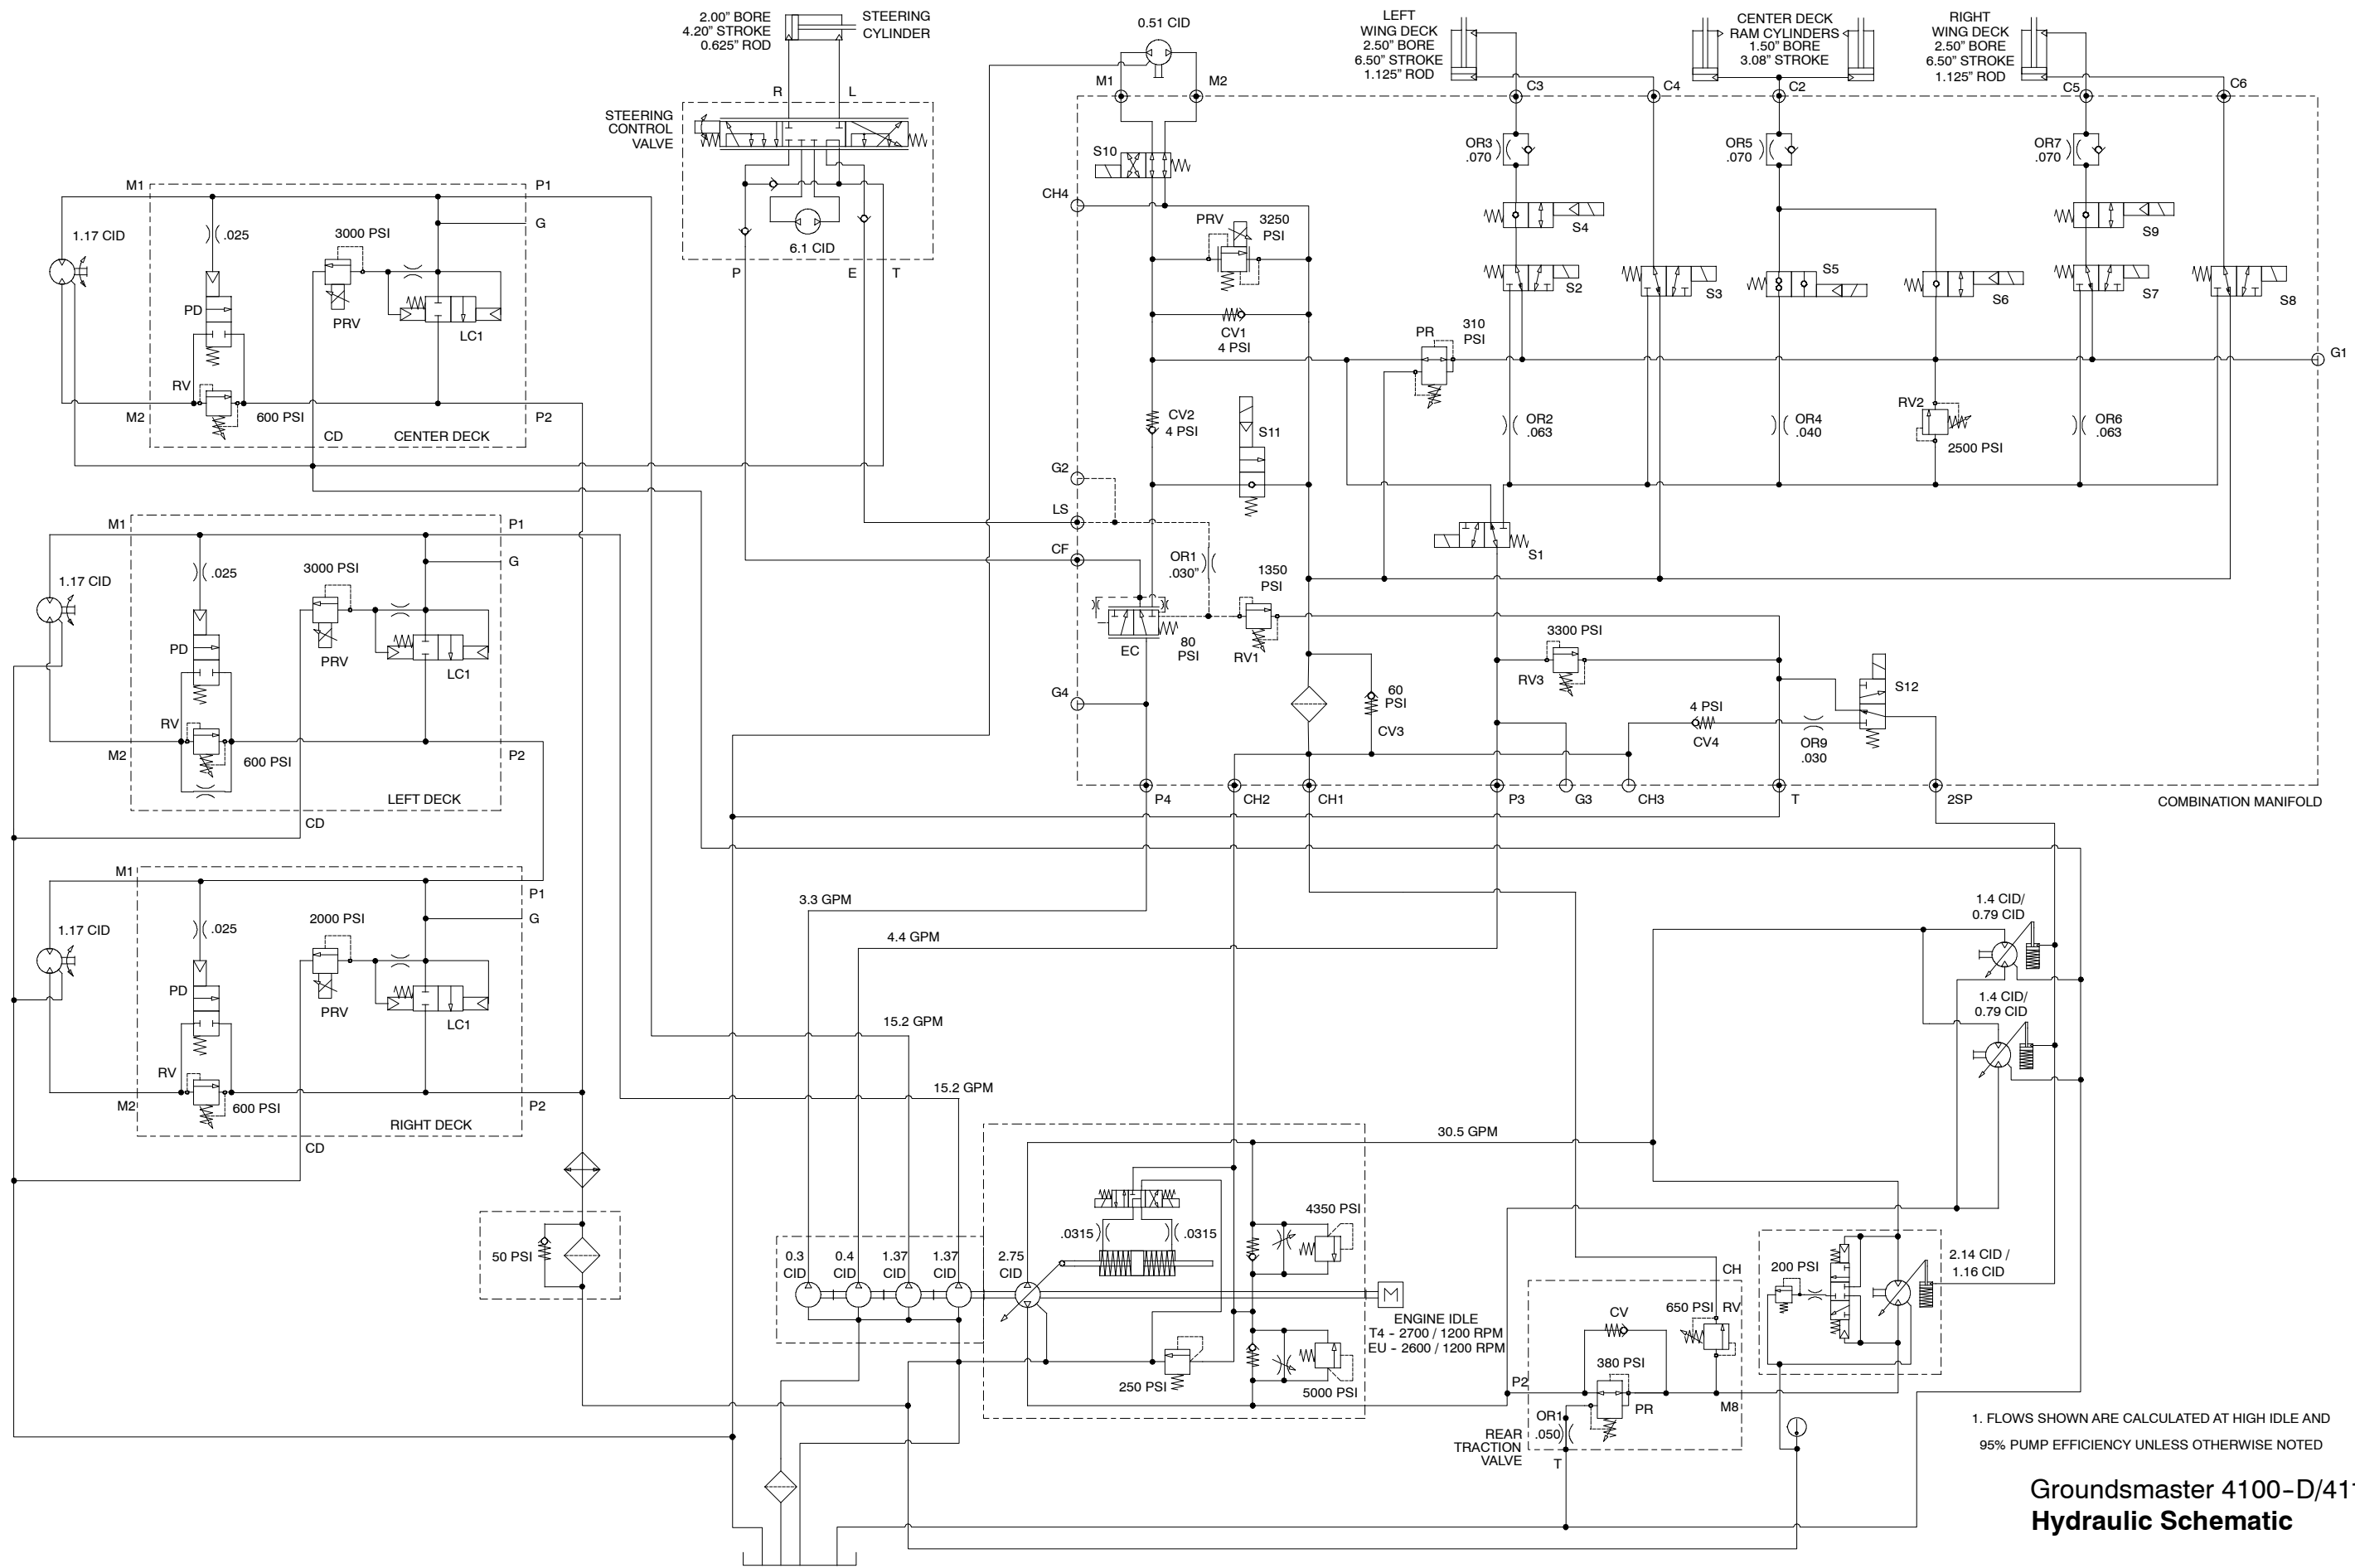 2.00” BORE
4.20” STROKE
0.625” ROD
STEERING
CYLINDER
R
L
STEERING
CONTROL
VALVE
6.1 CID
P
E
T
0.51 CID
M1
M2
LEFT
WING DECK
2.50” BORE
6.50” STROKE
1.125” ROD
CENTER DECK
RAM CYLINDERS
1.50” BORE
3.08” STROKE
RIGHT
WING DECK
2.50” BORE
6.50” STROKE
1.125” ROD
C3
C4
C2
C5
C6
OR3
.070
OR5
.070
OR7
.070
S10
CH4
PRV
3250
PSI
S4
S9
S2
S3
S5
S6
S7
S8
CV1
4 PSI
PR
310
PSI
G1
CV2
4 PSI
S11
OR2
.063
OR4
.040
RV2
2500 PSI
OR6
.063
G2
LS
CF
OR1
.030”
1350
PSI
S1
EC
80
PSI
RV1
3300 PSI
RV3
S12
G4
60
PSI
CV3
4 PSI
CV4
OR9
.030
P4
CH2
CH1
P3
G3
CH3
T
2SP
COMBINATION MANIFOLD
M1
P1
G
1.17 CID
.025
3000 PSI
PD
PRV
LC1
RV
M2
600 PSI
P2
CD
CENTER DECK
M1
P1
G
1.17 CID
.025
3000 PSI
PD
PRV
LC1
RV
M2
600 PSI
P2
LEFT DECK
CD
M1
P1
G
1.17 CID
.025
2000 PSI
PD
PRV
LC1
RV
M2
600 PSI
P2
RIGHT DECK
CD
50 PSI
3.3 GPM
4.4 GPM
15.2 GPM
15.2 GPM
30.5 GPM
0.3
CID
0.4
CID
1.37
CID
1.37
CID
2.75
CID
.0315
.0315
4350 PSI
250 PSI
5000 PSI
M
ENGINE IDLE
T4 - 2700 / 1200 RPM
EU - 2600 / 1200 RPM
1.4 CID/
0.79 CID
1.4 CID/
0.79 CID
2.14 CID /
1.16 CID
200 PSI
CH
650 PSI
RV
CV
380 PSI
P2
PR
M8
OR1
.050
REAR
TRACTION
VALVE
T
1. FLOWS SHOWN ARE CALCULATED AT HIGH IDLE AND
95% PUMP EFFICIENCY UNLESS OTHERWISE NOTED
Groundsmaster 4100-D/41
Hydraulic Schematic